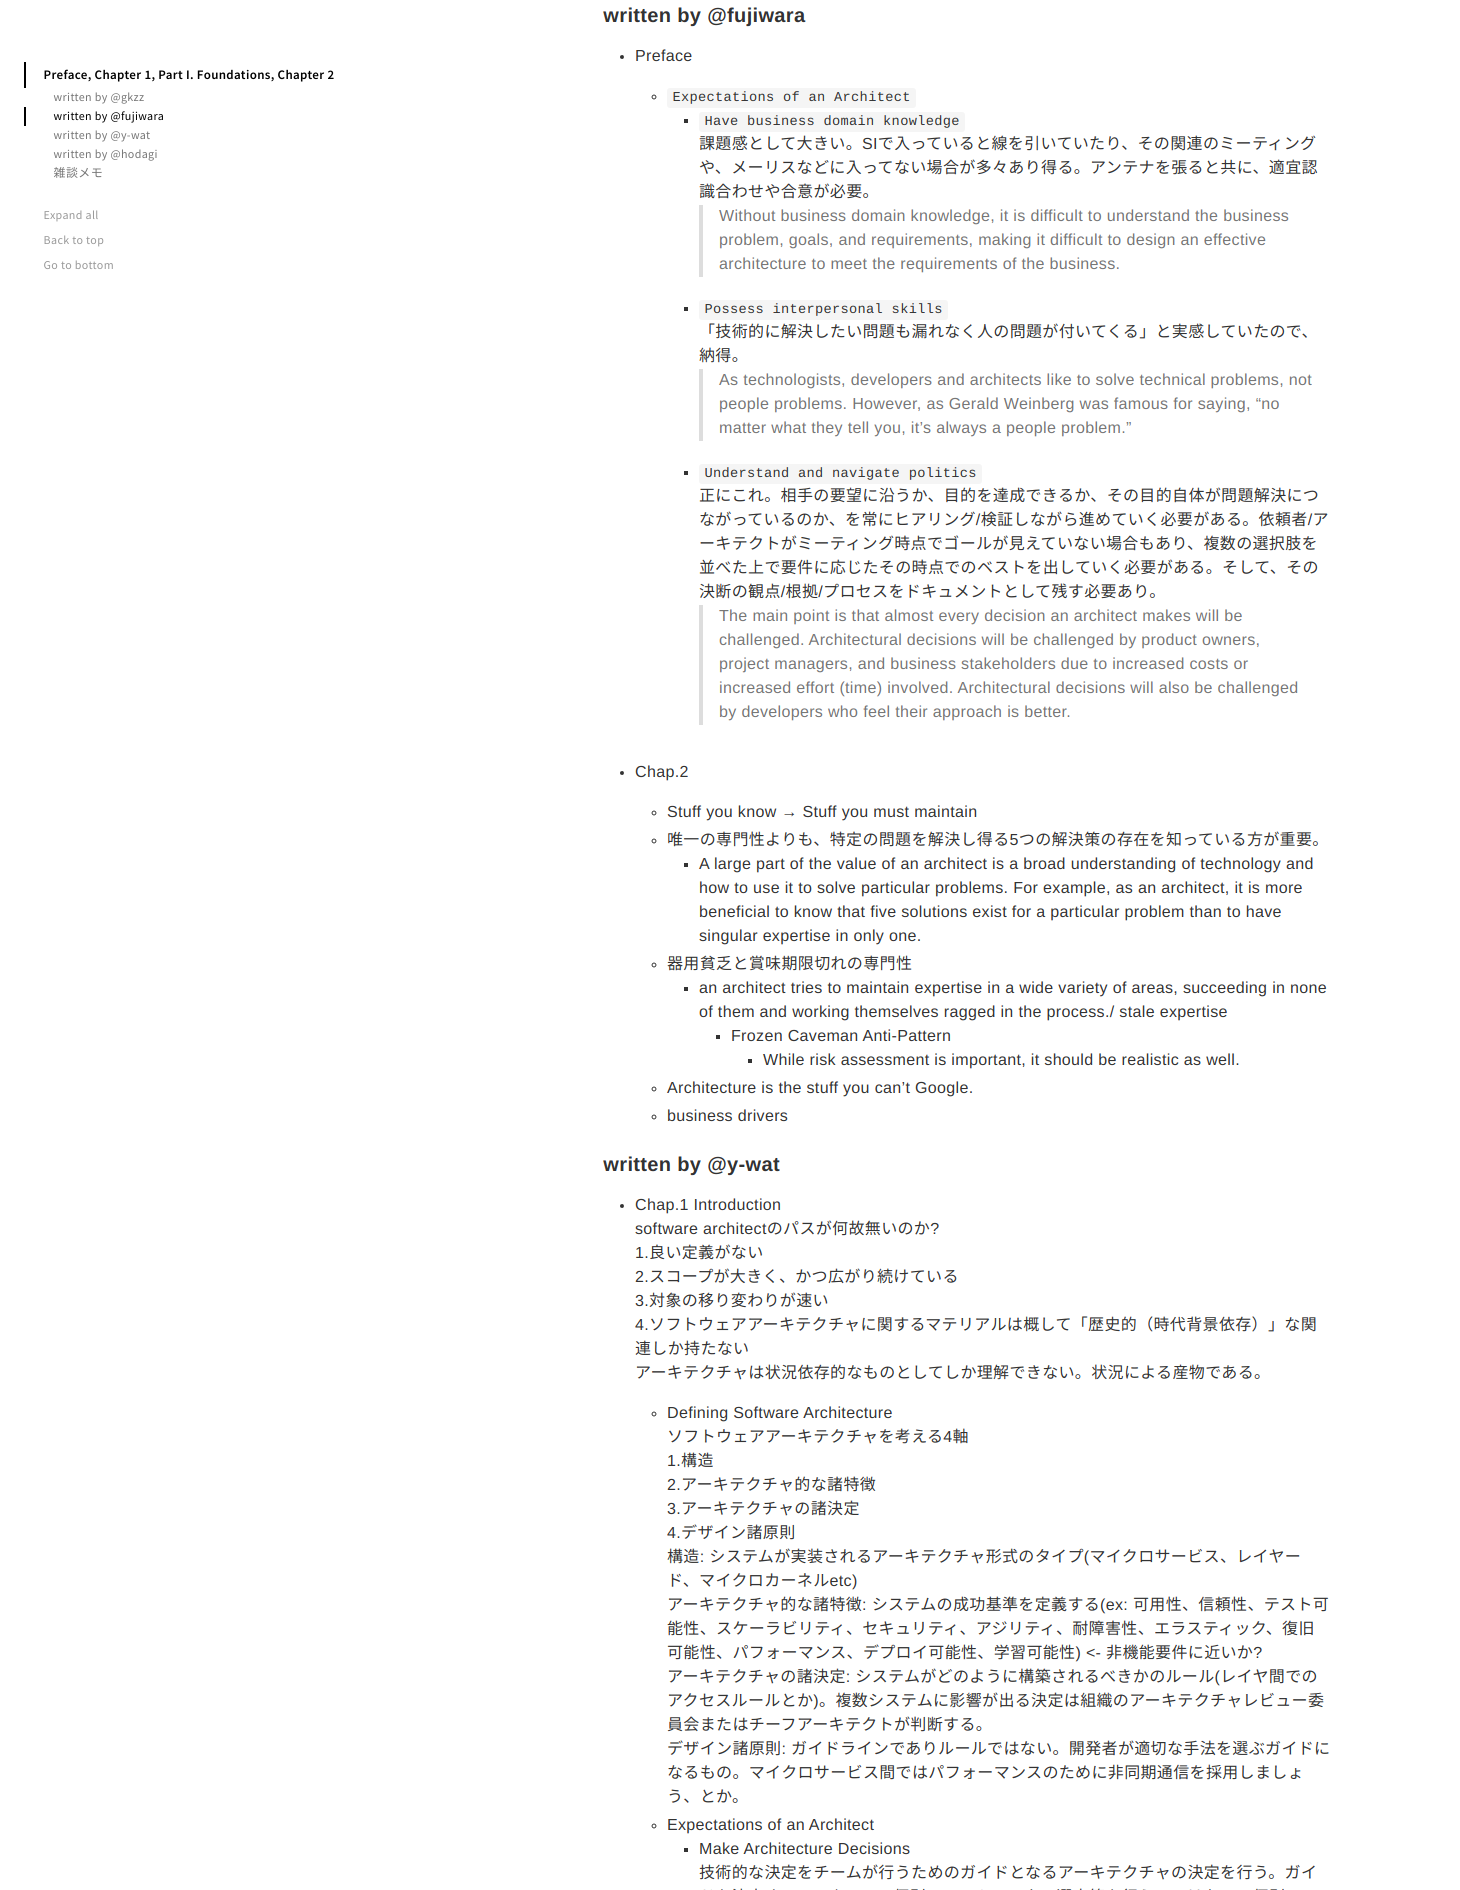 Preface, Chapter 1, Part I. Foundations, Chapter 2
written by @gkzz
written by @fujiwara
written by @y-wat
written by @hodagi
雑談メモ
Expand all
Back to top
Go to bottom
written by @fujiwara
Preface
Expectations of an Architect
Have business domain knowledge
課題感として大きい。SIで入っていると線を引いていたり、その関連のミーティング
や、メーリスなどに入ってない場合が多々あり得る。アンテナを張ると共に、適宜認
識合わせや合意が必要。
Without business domain knowledge, it is difficult to understand the business
problem, goals, and requirements, making it difficult to design an effective
architecture to meet the requirements of the business.
Possess interpersonal skills
「技術的に解決したい問題も漏れなく人の問題が付いてくる」と実感していたので、
納得。
As technologists, developers and architects like to solve technical problems, not
people problems. However, as Gerald Weinberg was famous for saying, “no
matter what they tell you, it’s always a people problem.”
Understand and navigate politics
正にこれ。相手の要望に沿うか、目的を達成できるか、その目的自体が問題解決につ
ながっているのか、を常にヒアリング/検証しながら進めていく必要がある。依頼者/ア
ーキテクトがミーティング時点でゴールが見えていない場合もあり、複数の選択肢を
並べた上で要件に応じたその時点でのベストを出していく必要がある。そして、その
決断の観点/根拠/プロセスをドキュメントとして残す必要あり。
The main point is that almost every decision an architect makes will be
challenged. Architectural decisions will be challenged by product owners,
project managers, and business stakeholders due to increased costs or
increased effort (time) involved. Architectural decisions will also be challenged
by developers who feel their approach is better.
Chap.2
Stuff you know → Stuff you must maintain
唯一の専門性よりも、特定の問題を解決し得る5つの解決策の存在を知っている方が重要。
A large part of the value of an architect is a broad understanding of technology and
how to use it to solve particular problems. For example, as an architect, it is more
beneficial to know that five solutions exist for a particular problem than to have
singular expertise in only one.
器用貧乏と賞味期限切れの専門性
an architect tries to maintain expertise in a wide variety of areas, succeeding in none
of them and working themselves ragged in the process./ stale expertise
Frozen Caveman Anti-Pattern
While risk assessment is important, it should be realistic as well.
Architecture is the stuff you can’t Google.
business drivers
written by @y-wat
Chap.1 Introduction
software architectのパスが何故無いのか?
1.良い定義がない
2.スコープが大きく、かつ広がり続けている
3.対象の移り変わりが速い
4.ソフトウェアアーキテクチャに関するマテリアルは概して「歴史的（時代背景依存）」な関
連しか持たない
アーキテクチャは状況依存的なものとしてしか理解できない。状況による産物である。
Defining Software Architecture
ソフトウェアアーキテクチャを考える4軸
1.構造
2.アーキテクチャ的な諸特徴
3.アーキテクチャの諸決定
4.デザイン諸原則
構造: システムが実装されるアーキテクチャ形式のタイプ(マイクロサービス、レイヤー
ド、マイクロカーネルetc)
アーキテクチャ的な諸特徴: システムの成功基準を定義する(ex: 可用性、信頼性、テスト可
能性、スケーラビリティ、セキュリティ、アジリティ、耐障害性、エラスティック、復旧
可能性、パフォーマンス、デプロイ可能性、学習可能性) <- 非機能要件に近いか?
アーキテクチャの諸決定: システムがどのように構築されるべきかのルール(レイヤ間での
アクセスルールとか)。複数システムに影響が出る決定は組織のアーキテクチャレビュー委
員会またはチーフアーキテクトが判断する。
デザイン諸原則: ガイドラインでありルールではない。開発者が適切な手法を選ぶガイドに
なるもの。マイクロサービス間ではパフォーマンスのために非同期通信を採用しましょ
う、とか。
Expectations of an Architect
Make Architecture Decisions
技術的な決定をチームが行うためのガイドとなるアーキテクチャの決定を行う。ガイ